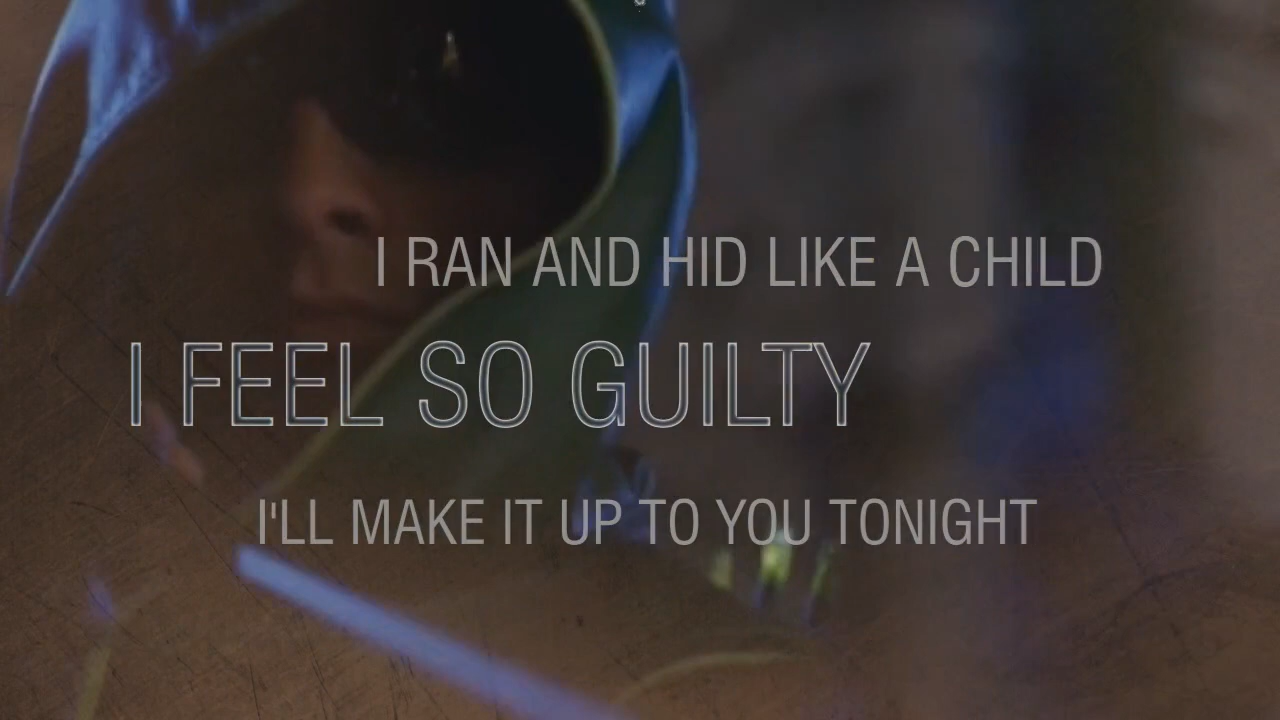 I RAN AND HID LIKE A CHILD
I FEEL SO GUILTY
I'LL MAKE IT UP TO YOU TONIGHT